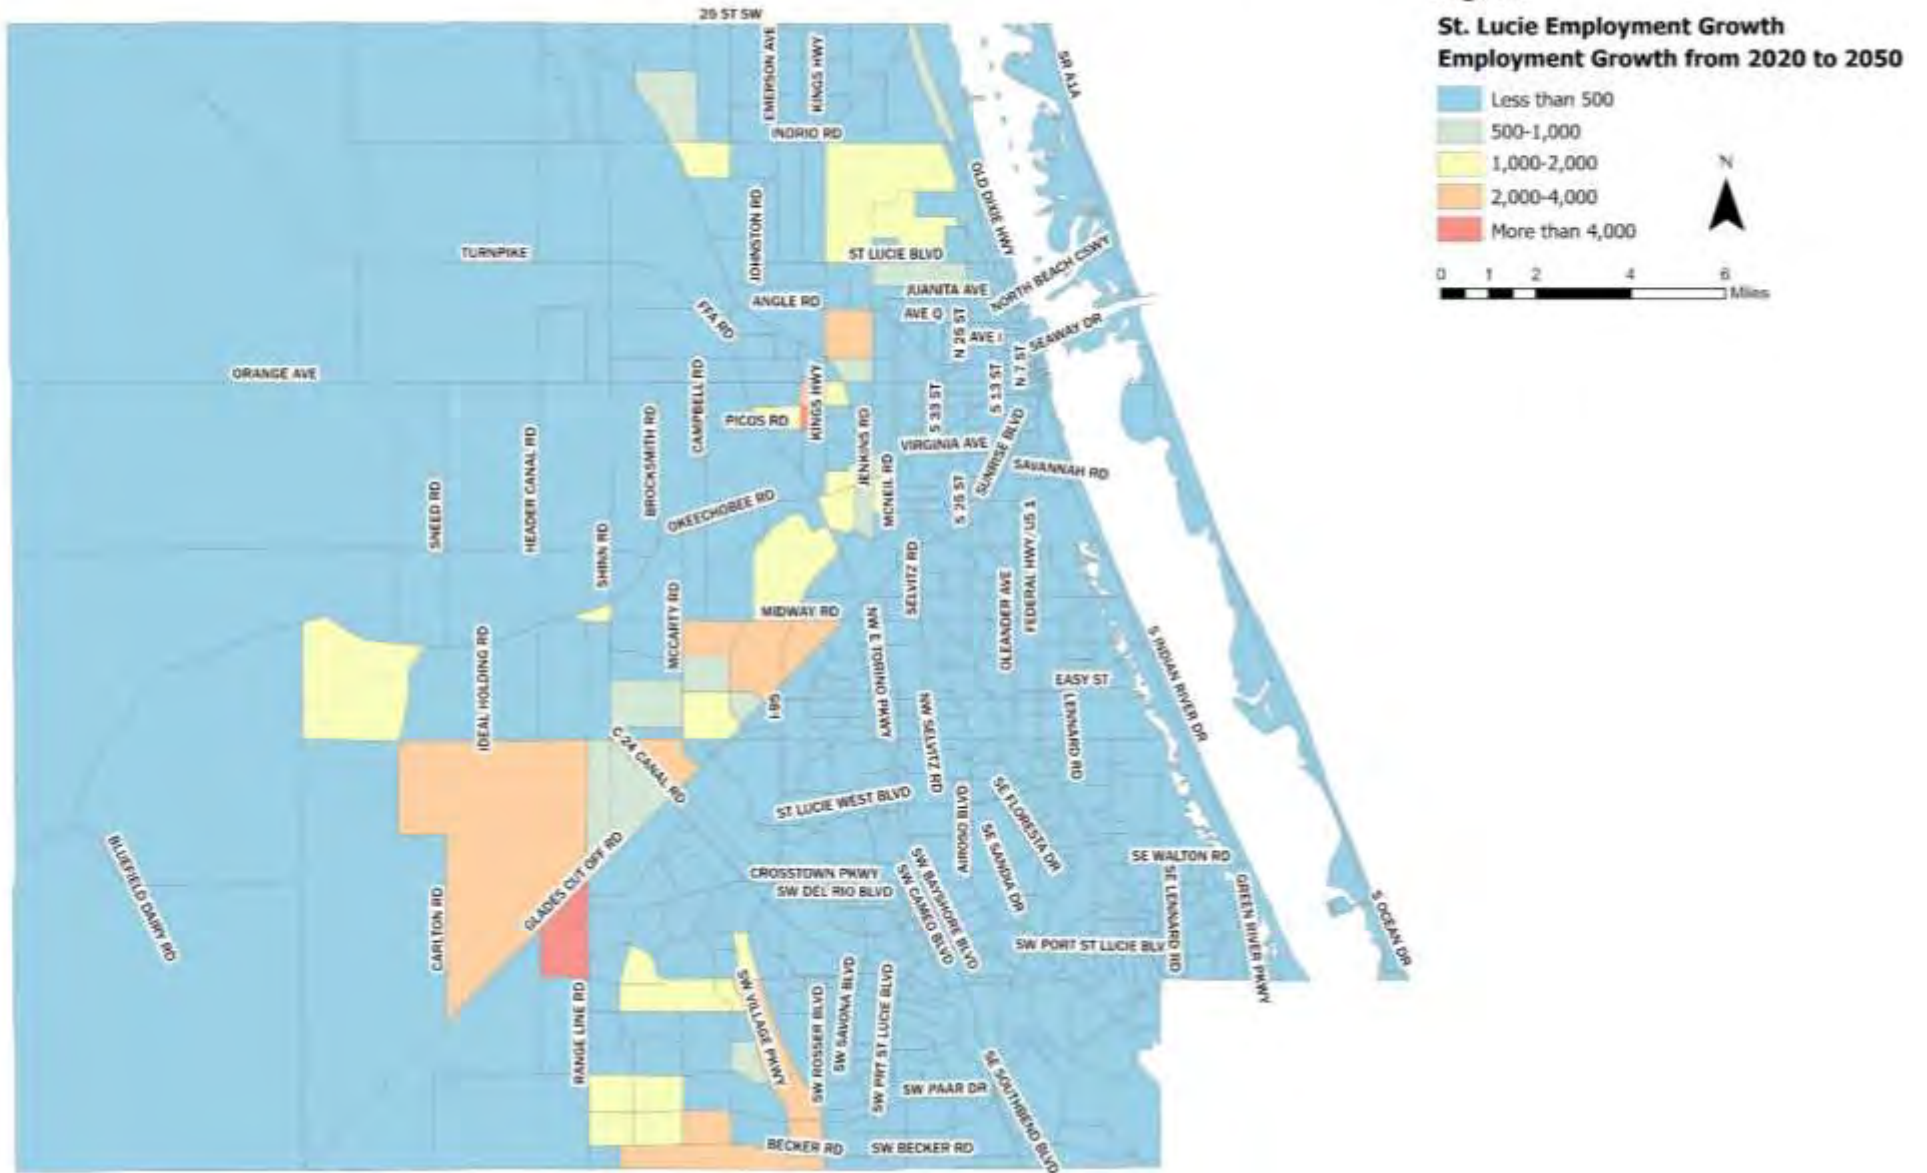 25 ST SW
St. Lucie Employment Growth
Employment Growth from 2020 to 2050
Less than 500
500-1,000
1,000-2,000
2,000-4,000
More than 4,000
N
0 1 2 4 6
Miles
EMERSON AVE
KINGS HWY
SR A1A
INDRIO RD
OLD DIXIE HWY
JOHNSTON RD
TURNPIKE
ST LUCIE BLVD
NORTH BEACH CSWY
JUANITA AVE
ANGLE RD
FFA RD
AVE Q
N 25 ST
AVE I
SEAWAY DR
N 7 ST
ORANGE AVE
CAMPBELL RD
KINGS HWY
S 33 ST
S 13 ST
PICOS RD
BROCKSMITH RD
JENKINS RD
VIRGINIA AVE
SUNRISE BLVD
HEADER CANAL RD
MCNEIL RD
SAVANNAH RD
SNEED RD
OKEECHOBEE RD
S 25 ST
SHINN RD
SELVITZ RD
FEDERAL HWY/US 1
OLEANDER AVE
MCCARTY RD
MIDWAY RD
NW E TORINO PKWY
S INDIAN RIVER DR
IDEAL HOLDING RD
EASY ST
I-95
NW SELVITZ RD
LENNARD RD
C-24 CANAL RD
ST LUCIE WEST BLVD
AIROSO BLVD
SE FLORESTA DR
SE SANDIA DR
BLUEFIELD DAIRY RD
GLADES CUT OFF RD
SE WALTON RD
CROSSTOWN PKWY
SW DEL RIO BLVD
SW BAYSHORE BLVD
SW CAMEO BLVD
SE LENNARD RD
GREEN RIVER PKWY
S OCEAN DR
CARLTON RD
SW PORT ST LUCIE BLV
RANGE LINE RD
SW VILLAGE PKWY
SW ROSSER BLVD
SW SAVONA BLVD
SW PRT ST LUCIE BLVD
SE SOUTHBEND BLVD
SW PAAR DR
BECKER RD
SW BECKER RD